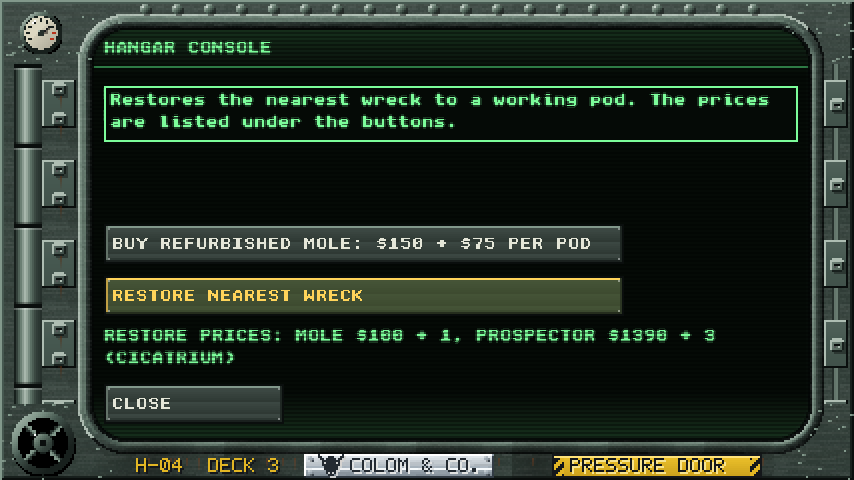 HANGAR CONSOLE
Restores the nearest wreck to a working pod. The prices
are listed under the buttons.
BUY REFURBISHED MOLE: $150 + $75 PER POD
RESTORE NEAREST WRECK
RESTORE PRICES: MOLE $100 + 1, PROSPECTOR $1390 + 3
(CICATRIUM)
CLOSE
H-04 DECK 3 COLOM & CO. PRESSURE DOOR